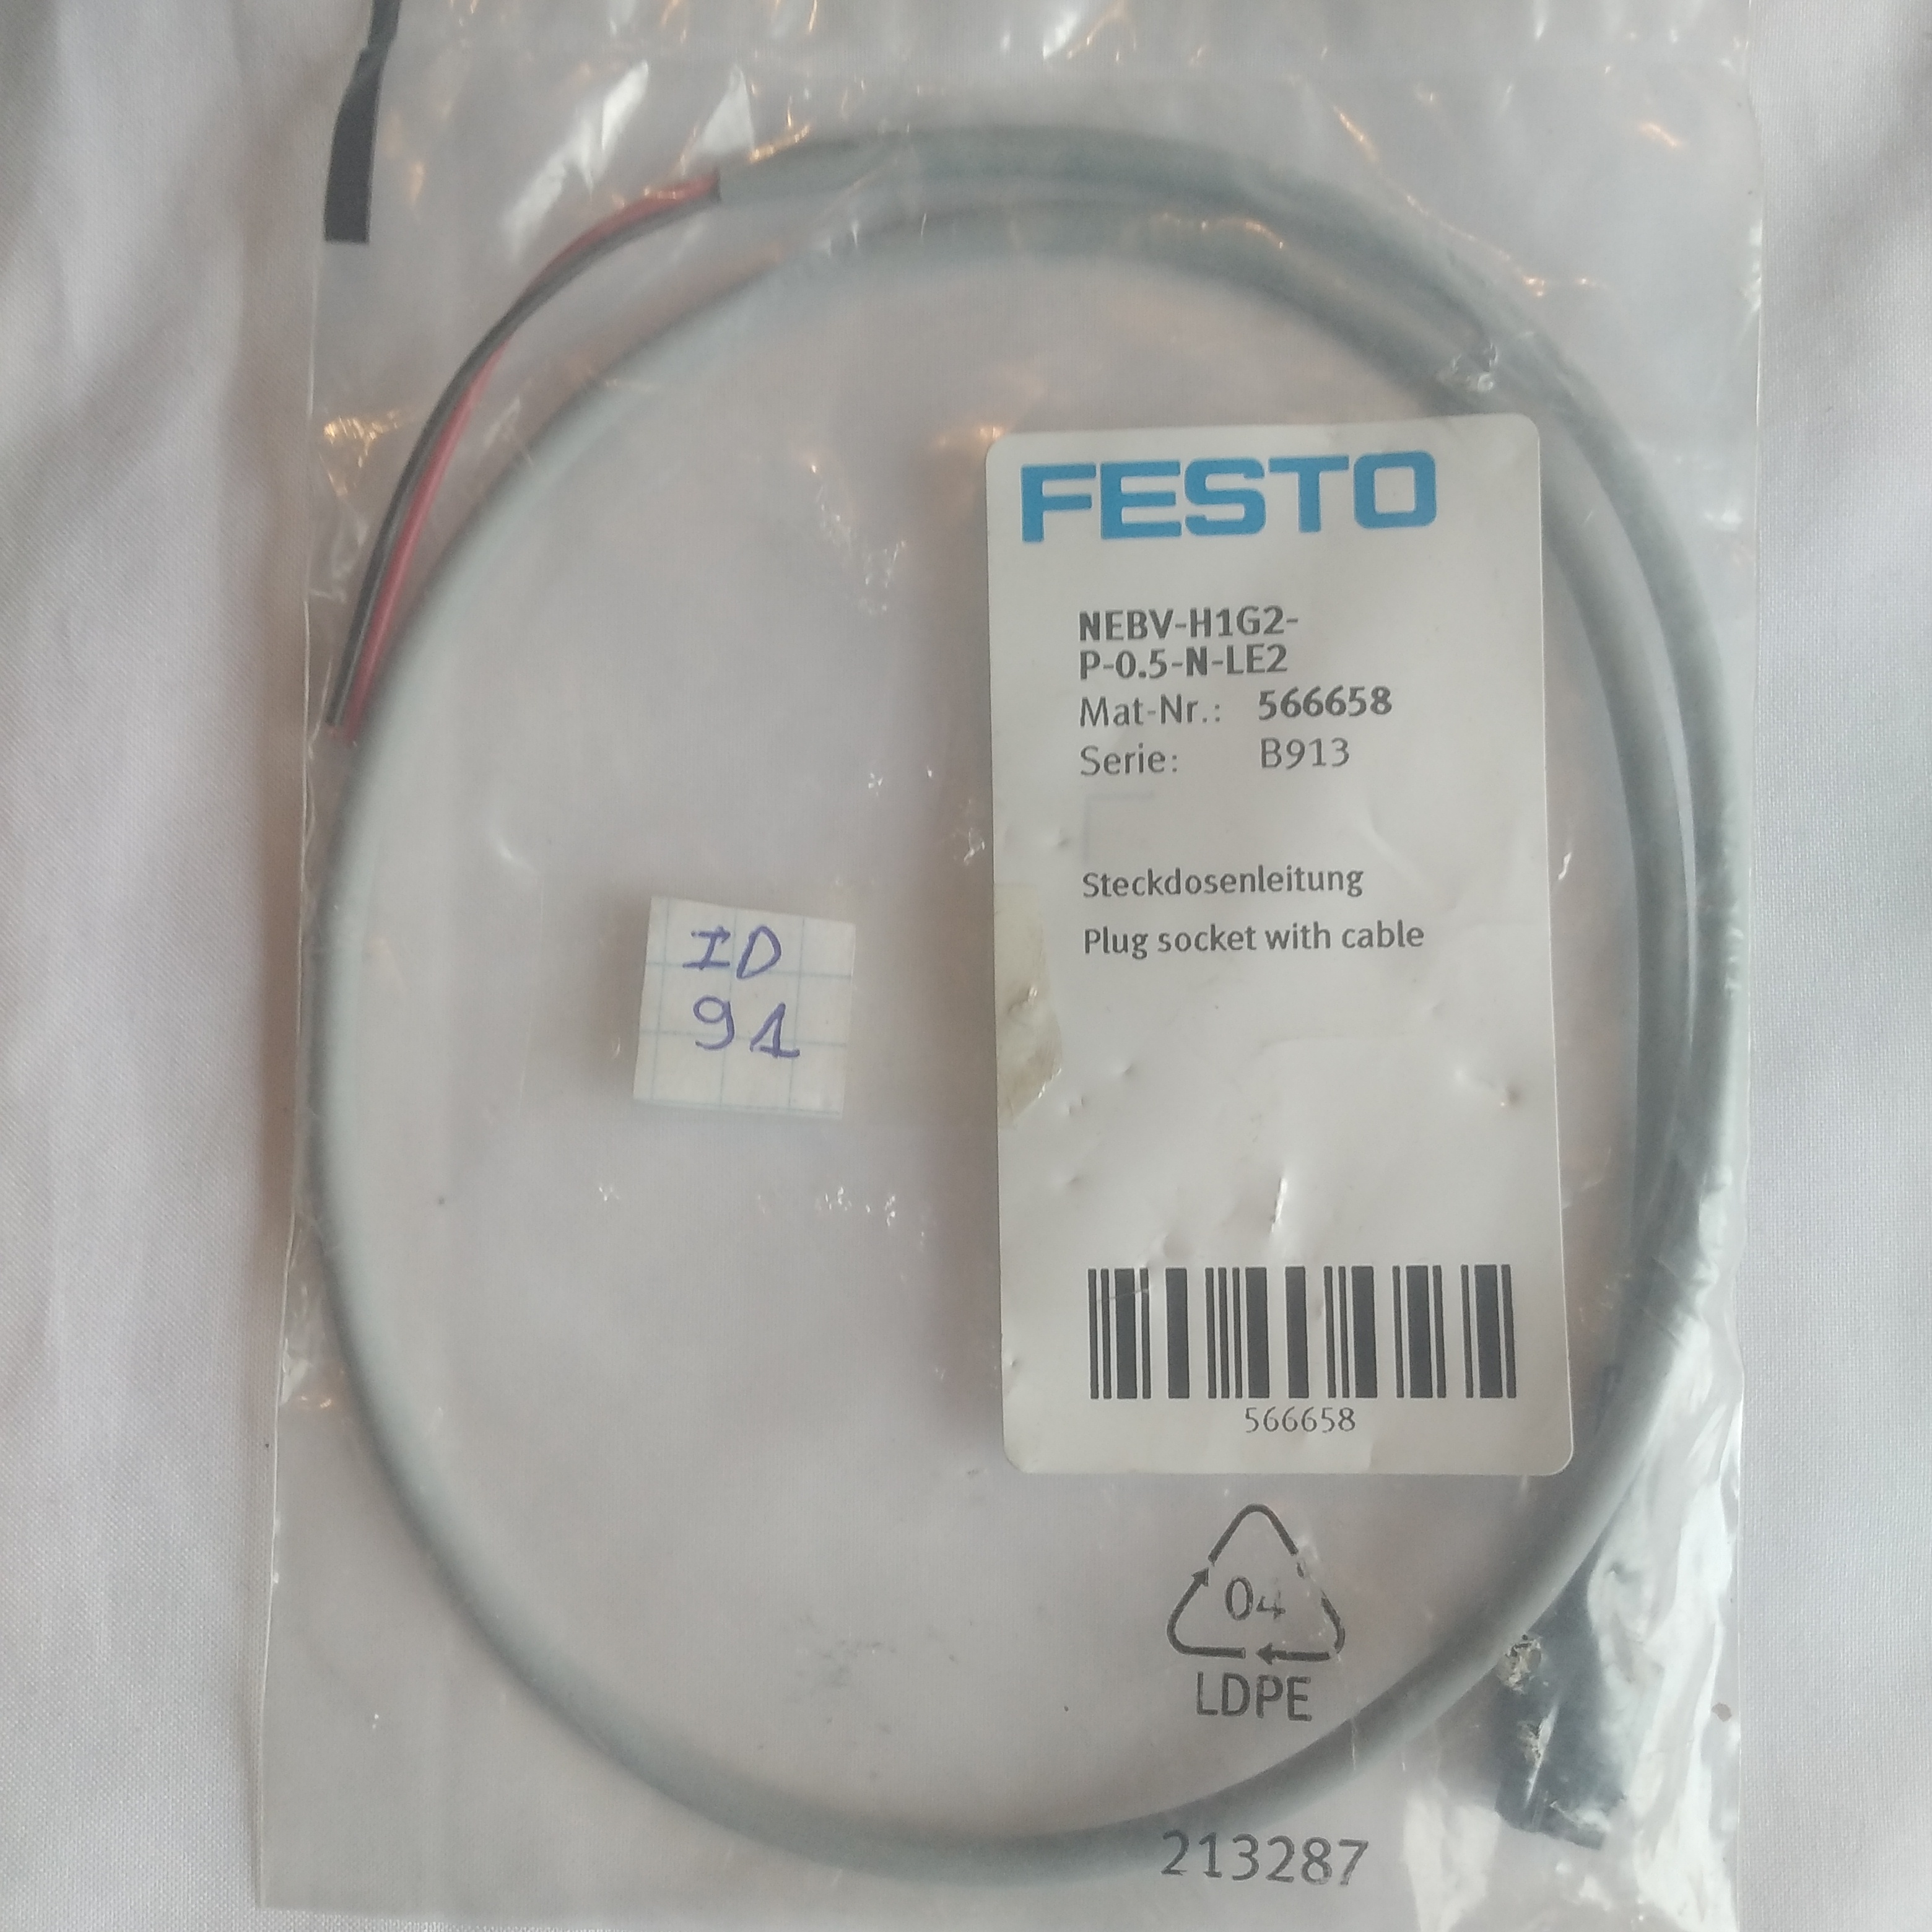 FESTO
NEBV-H1G2-
P-0.5-N-LE2
Mat-Nr.: 566658
Serie: B913
Steckdosenleitung
Plug socket with cable
ID
91
566658
04
LDPE
213287